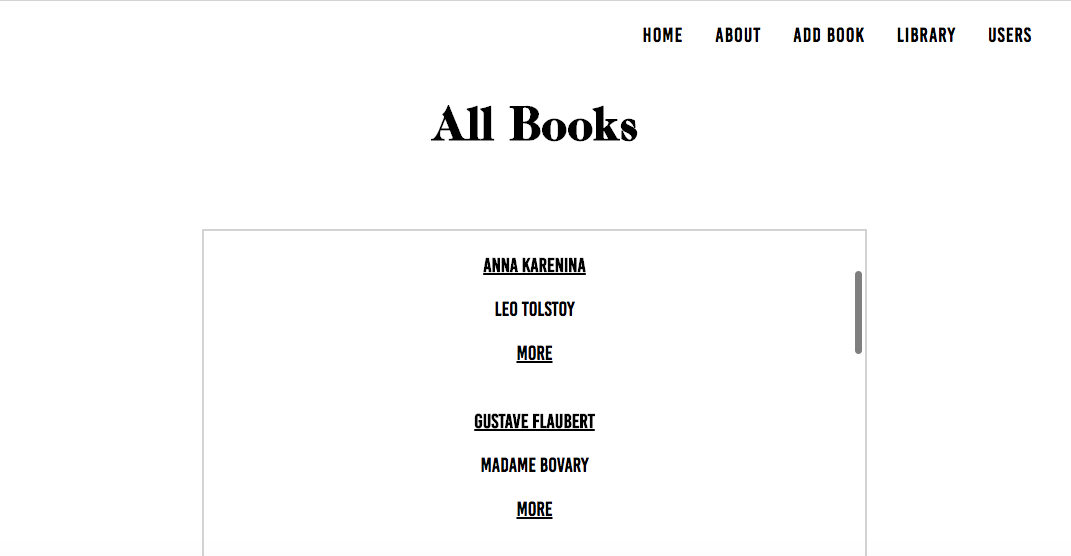 HOME ABOUT ADD BOOK LIBRARY USERS
All Books
ANNA KARENINA
LEO TOLSTOY
MORE
GUSTAVE FLAUBERT
MADAME BOVARY
MORE